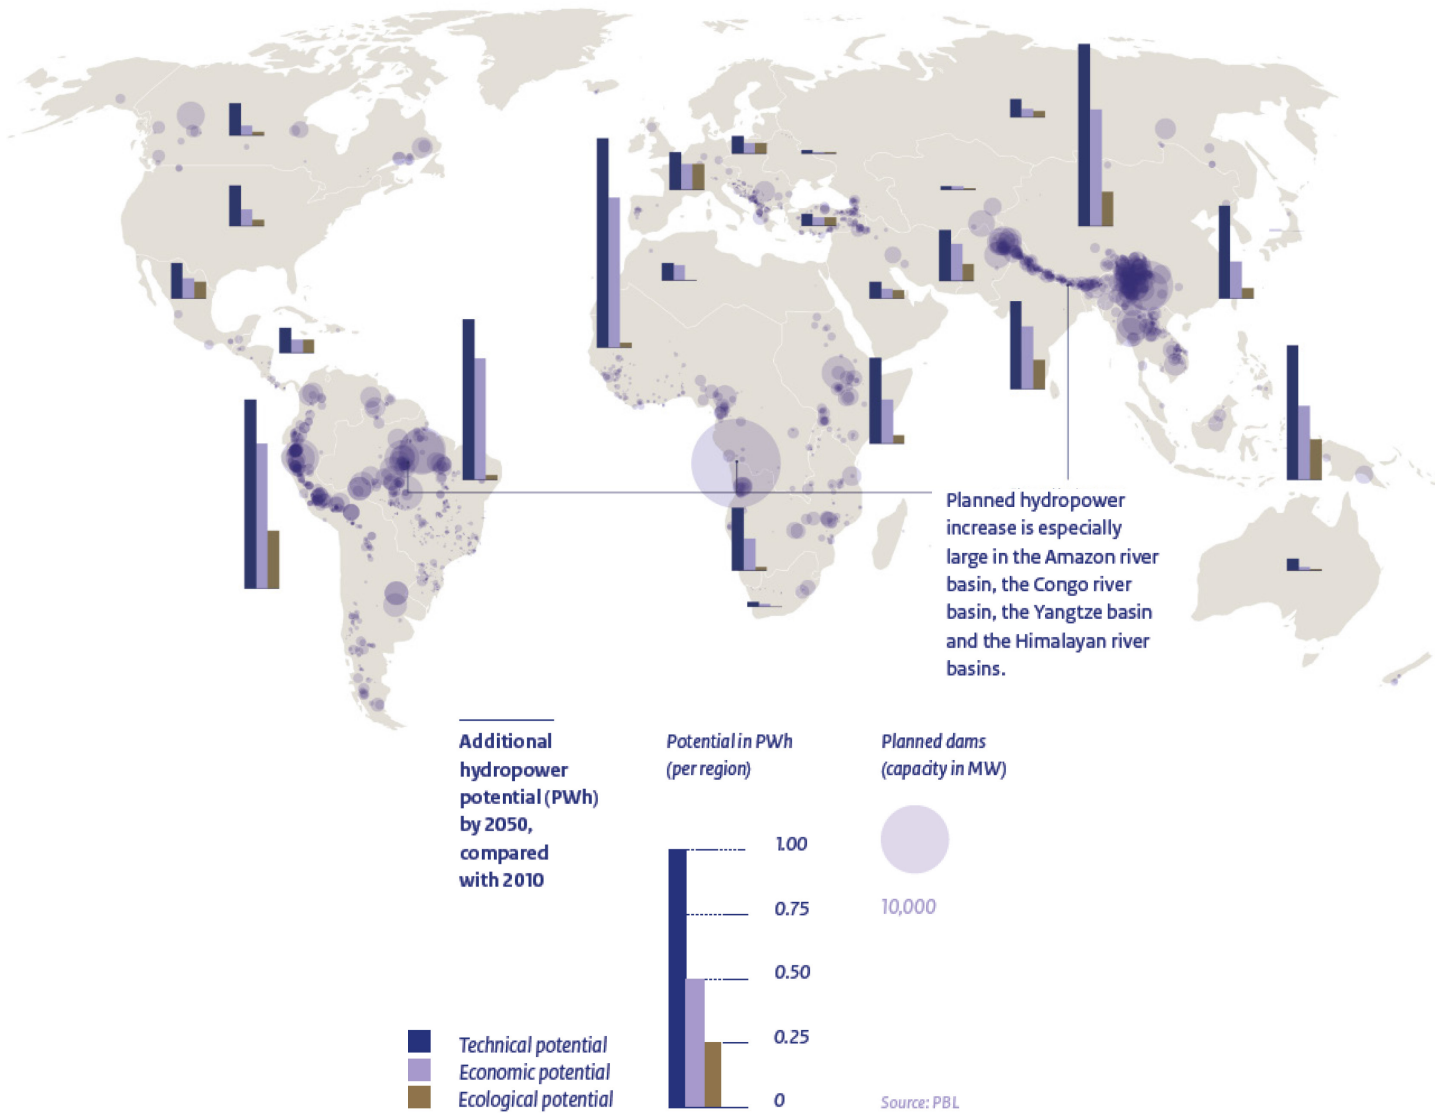 Planned hydropower
increase is especially
large in the Amazon river
basin, the Congo river
basin, the Yangtze basin
and the Himalayan river
basins.
Additional
hydropower
potential (PWh)
by 2050,
compared
with 2010
Potential in PWh
(per region)
Planned dams
(capacity in MW)
1.00
0.75
0.50
0.25
0
10,000
Technical potential
Economic potential
Ecological potential
Source: PBL